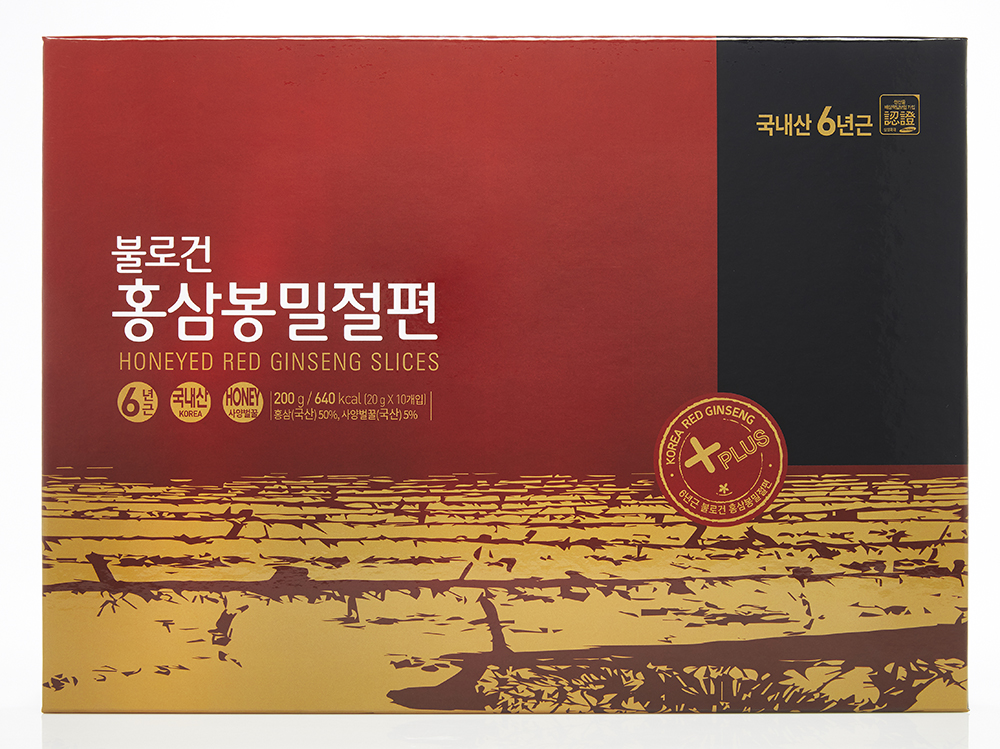 국내산 6년근
認證
불로건
홍삼봉밀절편
HONEYED RED GINSENG SLICES
6년근
국내산
KOREA
HONEY
사양벌꿀
200 g / 640 kcal (20 g X 10개입)
홍삼(국산) 50%, 사양벌꿀(국산) 5%
KOREA RED GINSENG
PLUS
6년근 불로건 홍삼봉밀절편